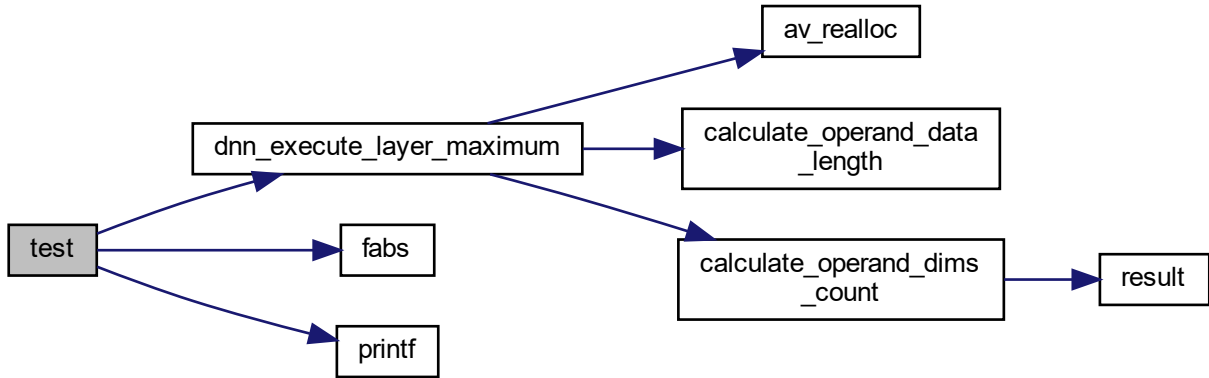 av_realloc
dnn_execute_layer_maximum
calculate_operand_data
_length
test
fabs
calculate_operand_dims
_count
result
printf